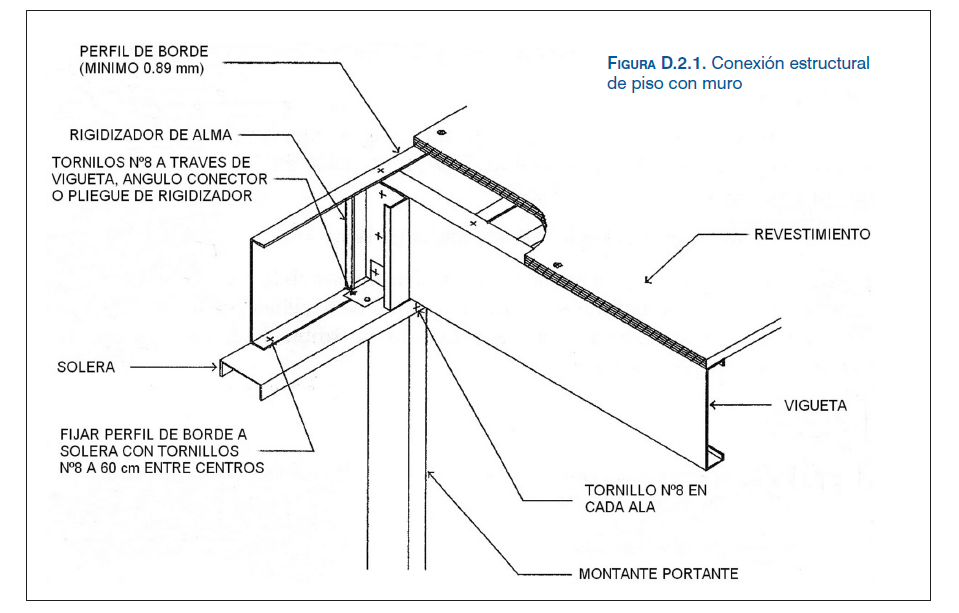 PERFIL DE BORDE
(MINIMO 0.89 mm)
FIGURA D.2.1. Conexión estructural
de piso con muro
RIGIDIZADOR DE ALMA
TORNILOS Nº8 A TRAVES DE
VIGUETA, ANGULO CONECTOR
O PLIEGUE DE RIGIDIZADOR
REVESTIMIENTO
SOLERA
VIGUETA
FIJAR PERFIL DE BORDE A
SOLERA CON TORNILLOS
Nº8 A 60 cm ENTRE CENTROS
TORNILLO Nº8 EN
CADA ALA
MONTANTE PORTANTE